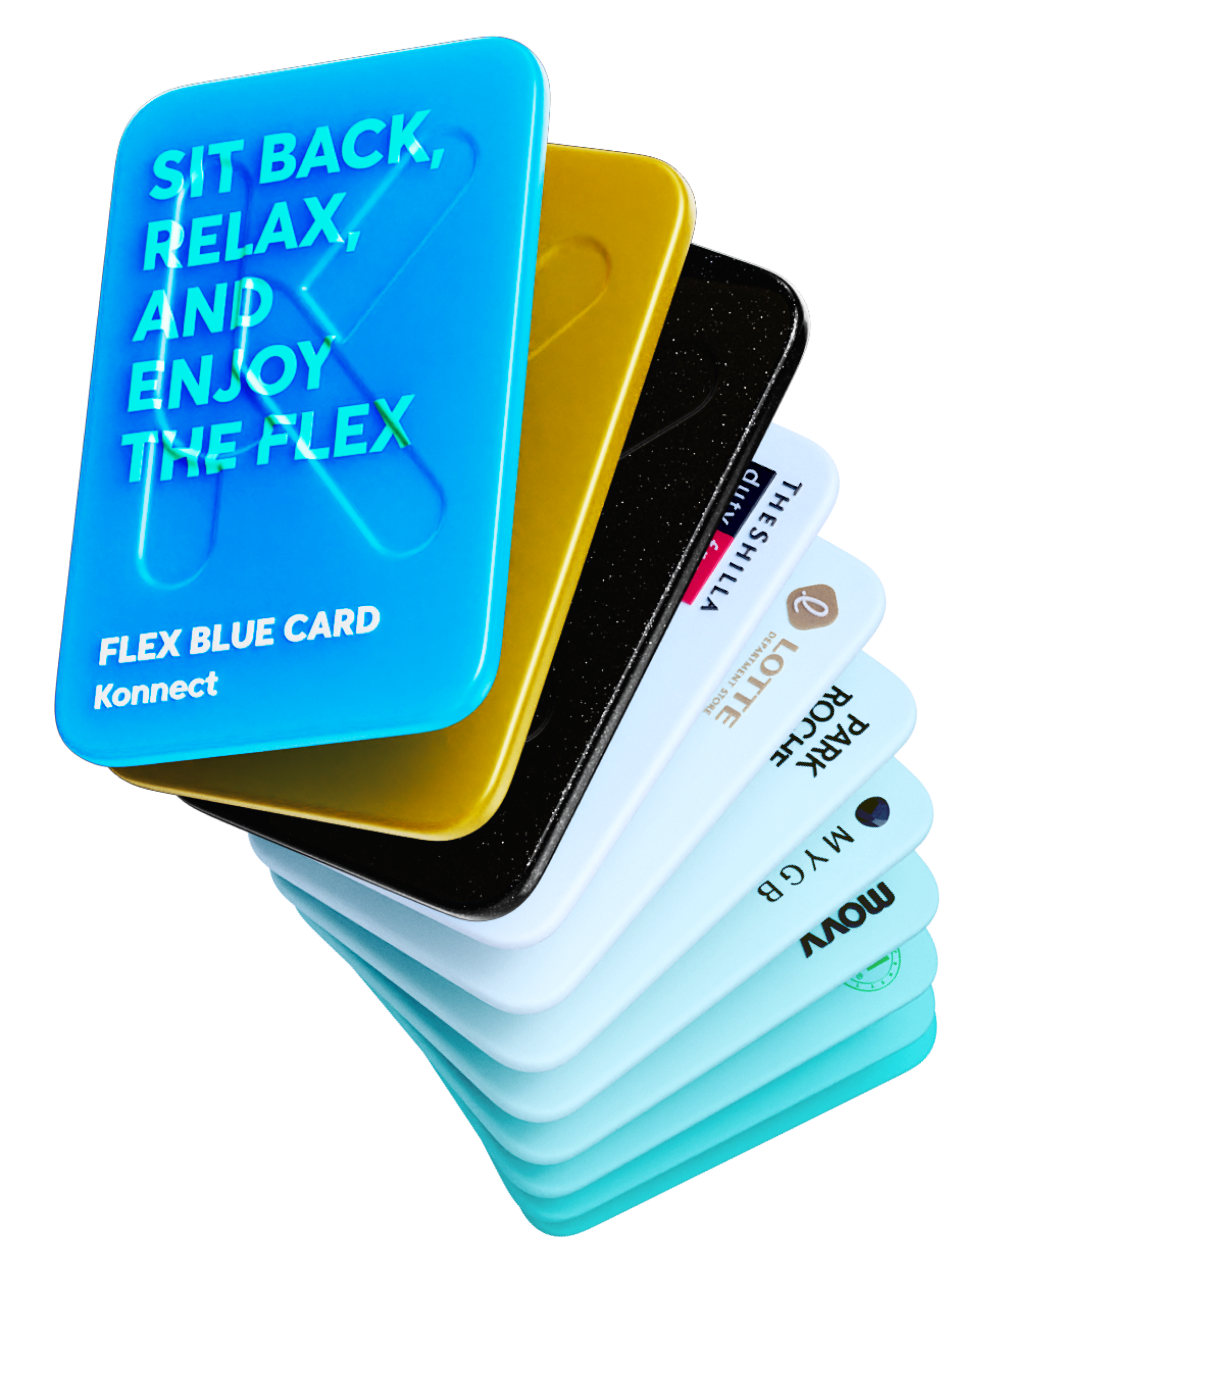 SIT BACK,
RELAX,
AND
ENJOY
THE FLEX
FLEX BLUE CARD
Konnect
THE SHILLA
duty
LOTTE
DEPARTMENT STORE
PARK
ROCHE
MYGB
MOVV